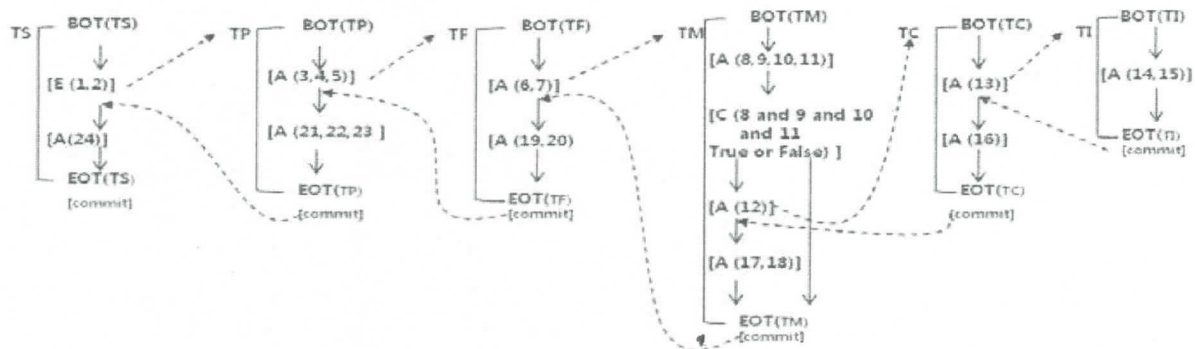 TS
BOT(TS)
[E (1,2)]
[A(24)]
EOT(TS)
[commit]
TP
BOT(TP)
[A (3,4,5)]
[A(21,22,23 ]
EOT(TP)
[commit]
TF
BOT(TF)
[A (6,7)]
[A (19,20)
EOT(TF)
[commit]
TM
BOT(TM)
[A (8,9,10,11)]
[C (8 and 9 and 10
and 11
True or False) ]
[A (12)]
[A (17,18)]
EOT(TM)
[commit]
TC
BOT(TC)
[A (13)]
[A (16)]
EOT(TC)
[commit]
TI
BOT(TI)
[A (14,15)]
EOT(TI)
[commit]